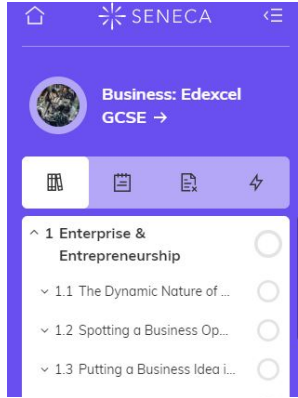 SENECA
Business: Edexcel
GCSE →
1 Enterprise &
Entrepreneurship
1.1 The Dynamic Nature of ...
1.2 Spotting a Business Op...
1.3 Putting a Business Idea i...